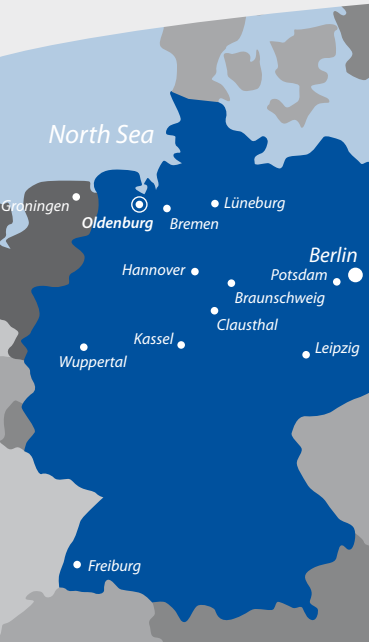 North Sea
Groningen
Oldenburg
Bremen
Lüneburg
Berlin
Hannover
Potsdam
Braunschweig
Clausthal
Kassel
Leipzig
Wuppertal
Freiburg